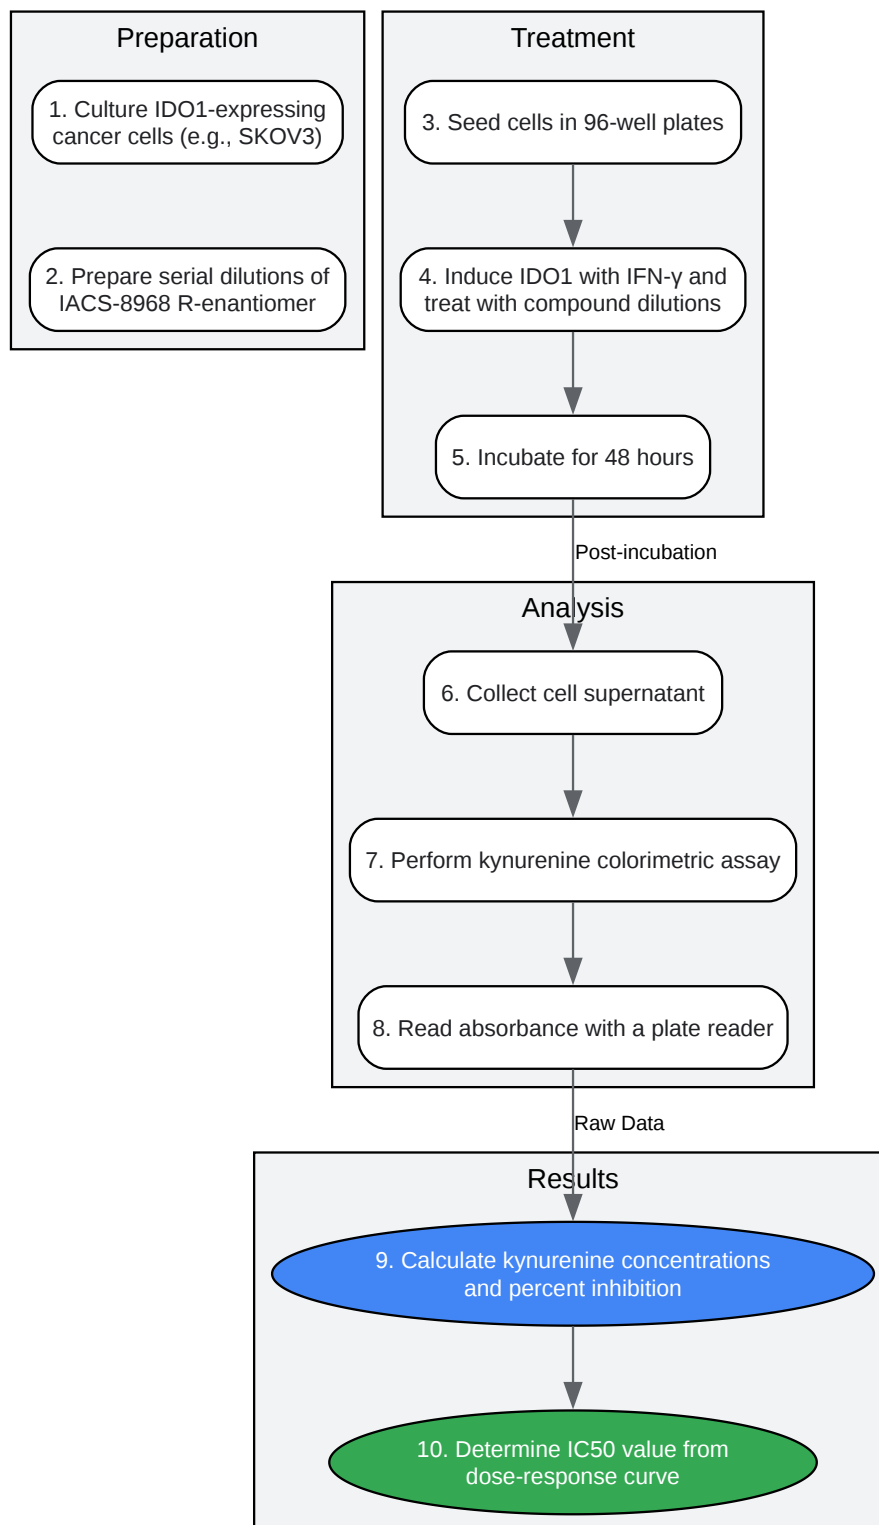 Preparation
1. Culture IDO1-expressing
cancer cells (e.g., SKOV3)
2. Prepare serial dilutions of
IACS-8968 R-enantiomer
Treatment
3. Seed cells in 96-well plates
4. Induce IDO1 with IFN-γ and
treat with compound dilutions
5. Incubate for 48 hours
Post-incubation
Analysis
6. Collect cell supernatant
7. Perform kynurenine colorimetric assay
8. Read absorbance with a plate reader
Raw Data
Results
9. Calculate kynurenine concentrations
and percent inhibition
10. Determine IC50 value from
dose-response curve